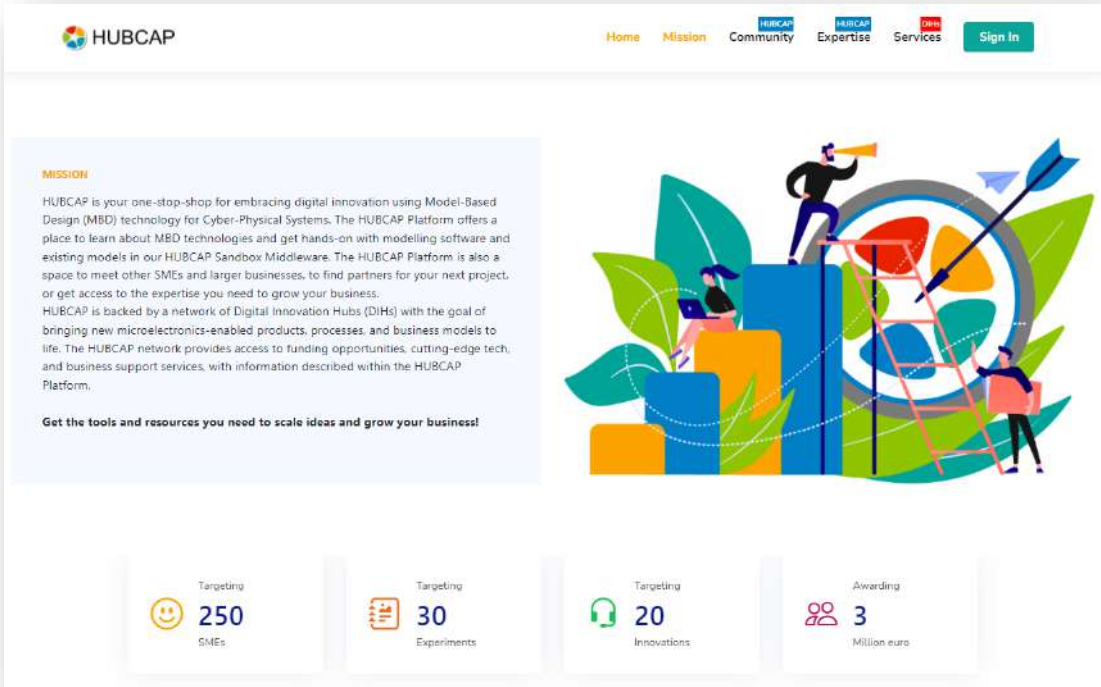 HUBCAP
Home Mission Community Expertise Services Sign In
HUBCAP HUBCAP DIHs
MISSION
HUBCAP is your one-stop-shop for embracing digital innovation using Model-Based
Design (MBD) technology for Cyber-Physical Systems. The HUBCAP Platform offers a
place to learn about MBD technologies and get hands-on with modelling software and
existing models in our HUBCAP Sandbox Middleware. The HUBCAP Platform is also a
space to meet other SMEs and larger businesses, to find partners for your next project,
or get access to the expertise you need to grow your business.
HUBCAP is backed by a network of Digital Innovation Hubs (DIHs) with the goal of
bringing new microelectronics-enabled products, processes, and business models to
life. The HUBCAP network provides access to funding opportunities, cutting-edge tech,
and business support services, with information described within the HUBCAP
Platform.
Get the tools and resources you need to scale ideas and grow your business!
Targeting
250
SMEs
Targeting
30
Experiments
Targeting
20
Innovations
Awarding
3
Million euro